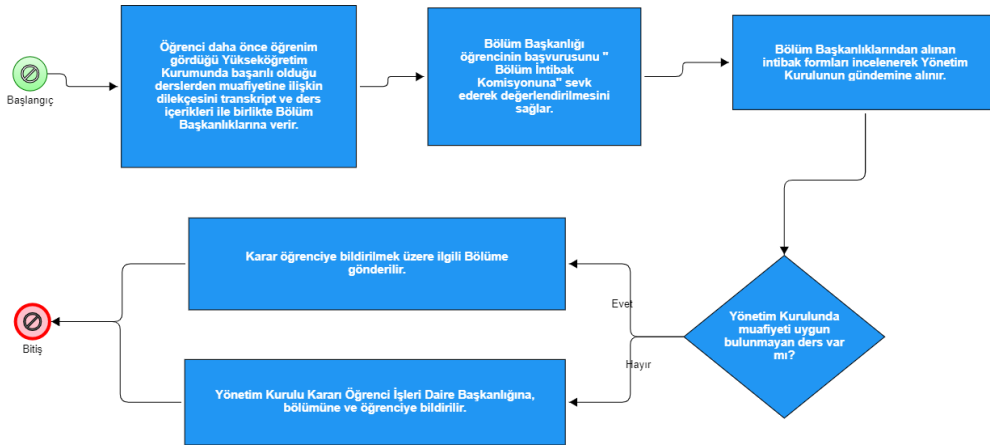 Başlangıç
Öğrenci daha önce öğrenim
gördüğü Yükseköğretim
Kurumunda başarılı olduğu
derslerden muafiyetine ilişkin
dilekçesini transkript ve ders
içerikleri ile birlikte Bölüm
Başkanlıklarına verir.
Bölüm Başkanlığı
öğrencinin başvurusunu "
Bölüm İntibak
Komisyonuna" sevk
ederek değerlendirilmesini
sağlar.
Bölüm Başkanlıklarından alınan
intibak formları incelenerek Yönetim
Kurulunun gündemine alınır.
Yönetim Kurulunda
muafiyeti uygun
bulunmayan ders var
mı?
Evet
Karar öğrenciye bildirilmek üzere ilgili Bölüme
gönderilir.
Hayır
Yönetim Kurulu Kararı Öğrenci İşleri Daire Başkanlığına,
bölümüne ve öğrenciye bildirilir.
Bitiş